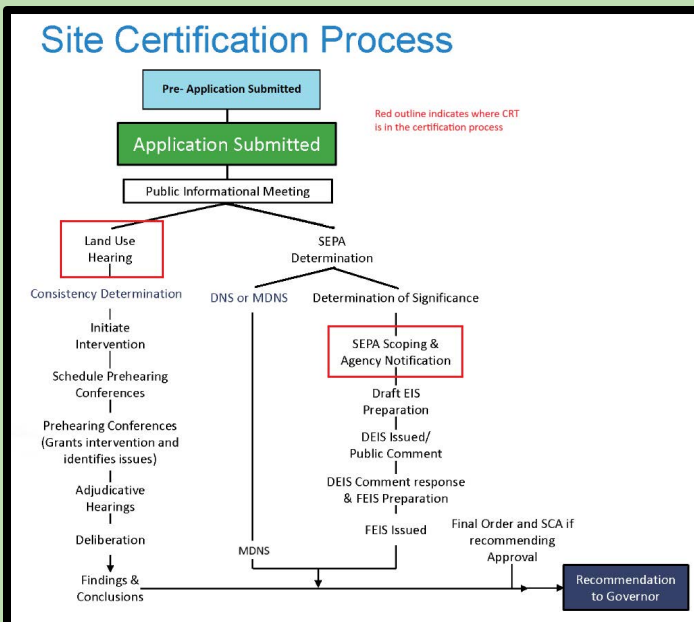 Site Certification Process
Pre- Application Submitted
Red outline indicates where CRT
is in the certification process
Application Submitted
Public Informational Meeting
Land Use
Hearing
SEPA
Determination
Consistency Determination
DNS or MDNS
Determination of Significance
Initiate
Intervention
SEPA Scoping &
Agency Notification
Schedule Prehearing
Conferences
Draft EIS
Preparation
Prehearing Conferences
(Grants intervention and
identifies issues)
DEIS Issued/
Public Comment
Adjudicative
Hearings
DEIS Comment response
& FEIS Preparation
Deliberation
FEIS Issued
Final Order and SCA if
recommending
Approval
MDNS
Findings &
Conclusions
Recommendation
to Governor